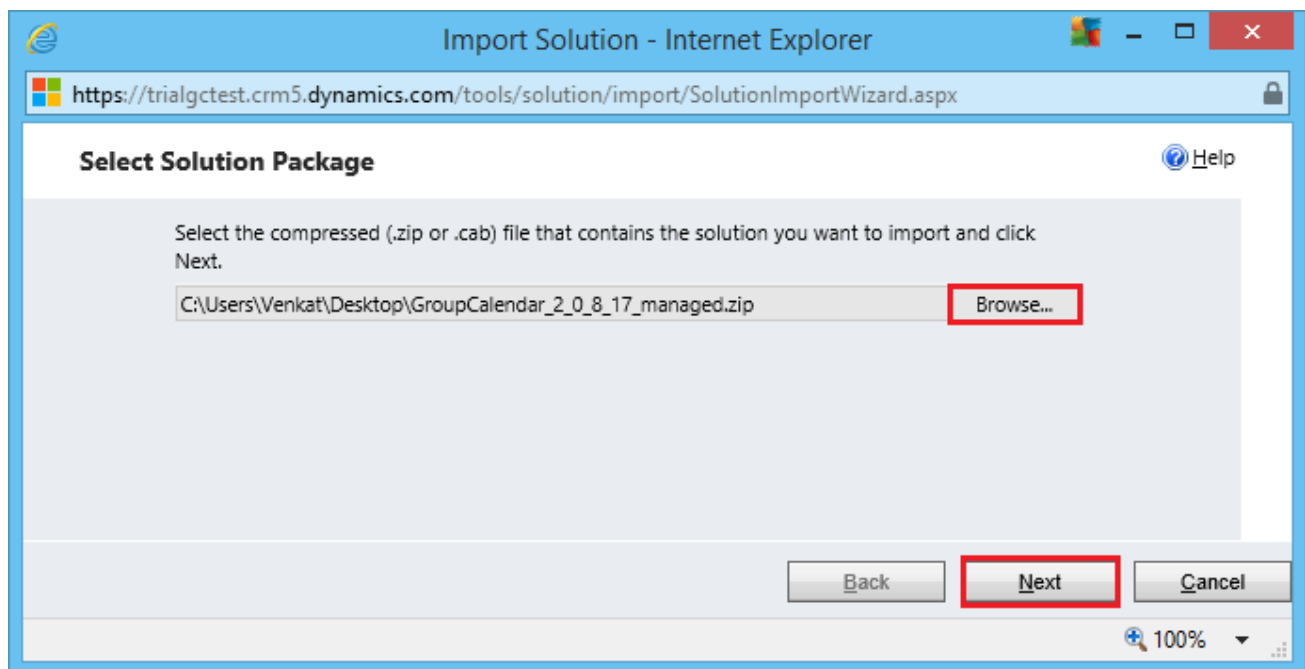 Import Solution - Internet Explorer
https://trialgctest.crm5.dynamics.com/tools/solution/import/SolutionImportWizard.aspx
Select Solution Package
Help
Select the compressed (.zip or .cab) file that contains the solution you want to import and click
Next.
C:\Users\Venkat\Desktop\GroupCalendar_2_0_8_17_managed.zip
Browse...
Back
Next
Cancel
100%